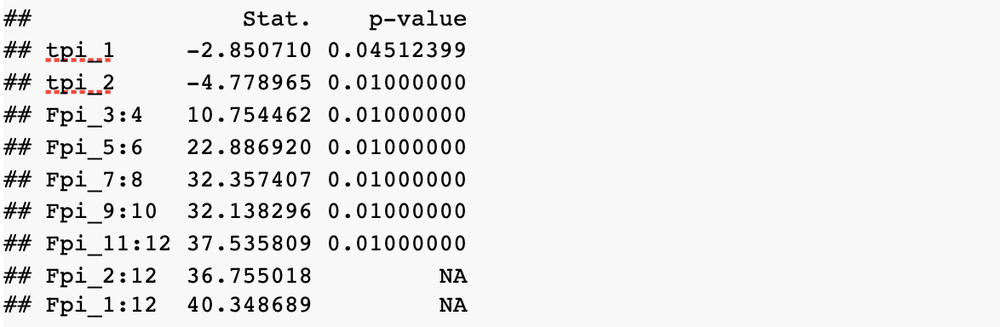 ##                Stat.    p-value
## tpi_1     -2.850710 0.04512399
## tpi_2     -4.778965 0.01000000
## Fpi_3:4   10.754462 0.01000000
## Fpi_5:6   22.886920 0.01000000
## Fpi_7:8   32.357407 0.01000000
## Fpi_9:10  32.138296 0.01000000
## Fpi_11:12 37.535809 0.01000000
## Fpi_2:12  36.755018         NA
## Fpi_1:12  40.348689         NA